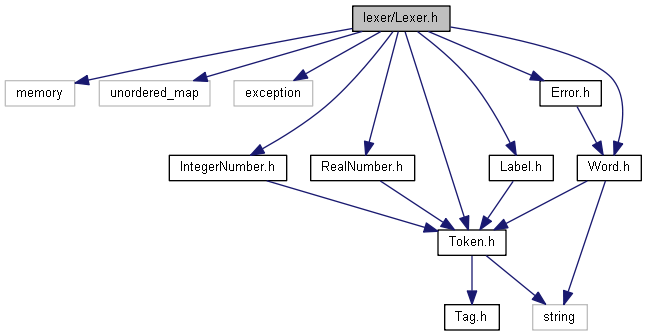 lexer/Lexer.h
memory
unordered_map
exception
Error.h
IntegerNumber.h
RealNumber.h
Label.h
Word.h
Token.h
Tag.h
string